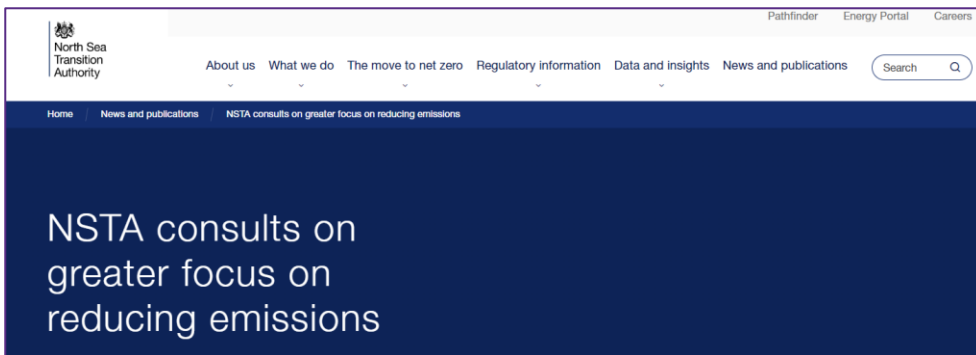 Pathfinder Energy Portal Careers
North Sea
Transition
Authority
About us What we do The move to net zero Regulatory information Data and insights News and publications Search
Home News and publications NSTA consults on greater focus on reducing emissions
NSTA consults on
greater focus on
reducing emissions